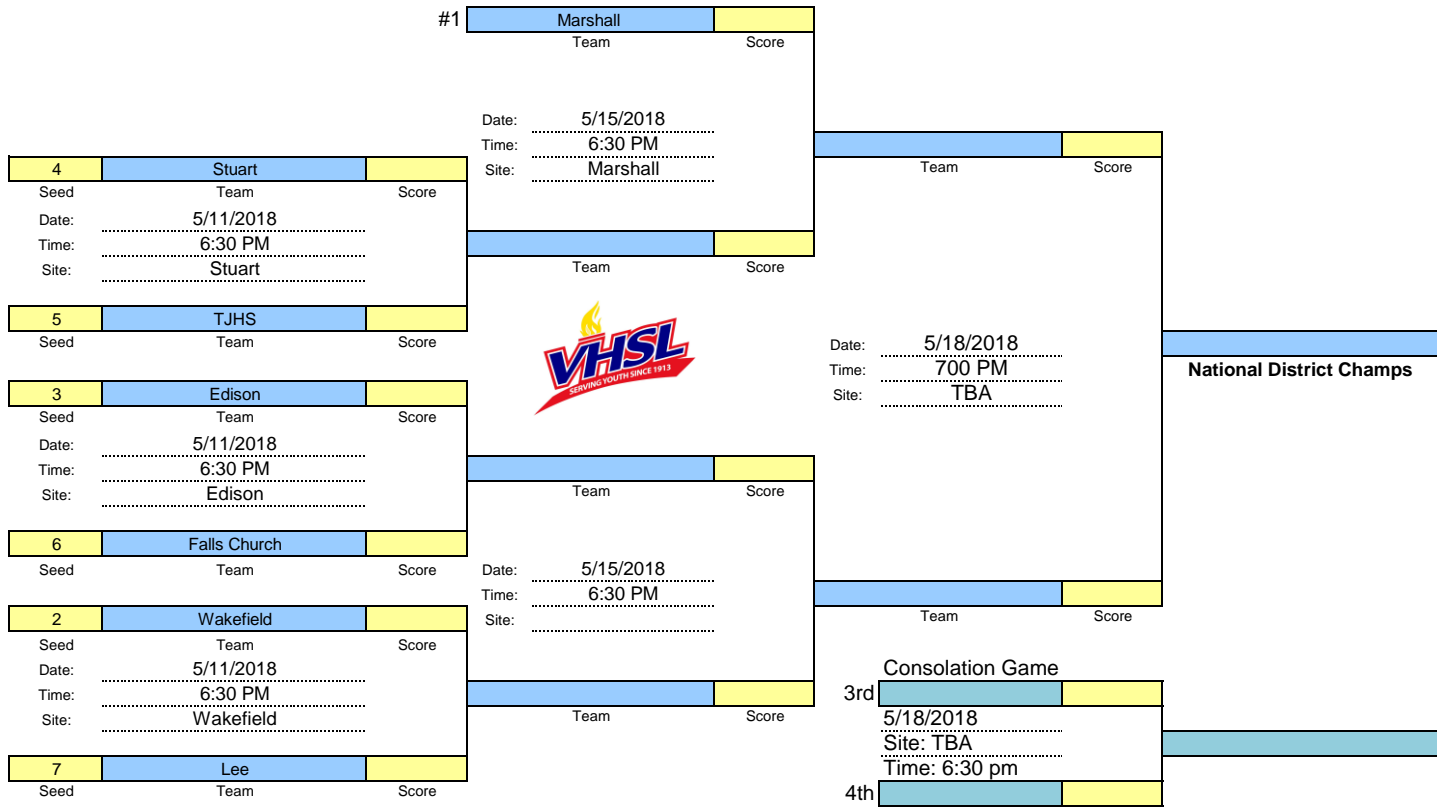 #1 Marshall
Team Score
Date: 5/15/2018
Time: 6:30 PM
Site: Marshall
4 Stuart
Seed Team Score
Date: 5/11/2018
Time: 6:30 PM
Site: Stuart
5 TJHS
Seed Team Score
Team Score
VHSL
SERVING YOUTH SINCE 1913
3 Edison
Seed Team Score
Date: 5/11/2018
Time: 6:30 PM
Site: Edison
6 Falls Church
Seed Team Score
Team Score
Date: 5/15/2018
Time: 6:30 PM
Site:
2 Wakefield
Seed Team Score
Date: 5/11/2018
Time: 6:30 PM
Site: Wakefield
7 Lee
Seed Team Score
Team Score
Team Score
Date: 5/18/2018
Time: 700 PM
Site: TBA
National District Champs
Team Score
Consolation Game
3rd
5/18/2018
Site: TBA
Time: 6:30 pm
4th